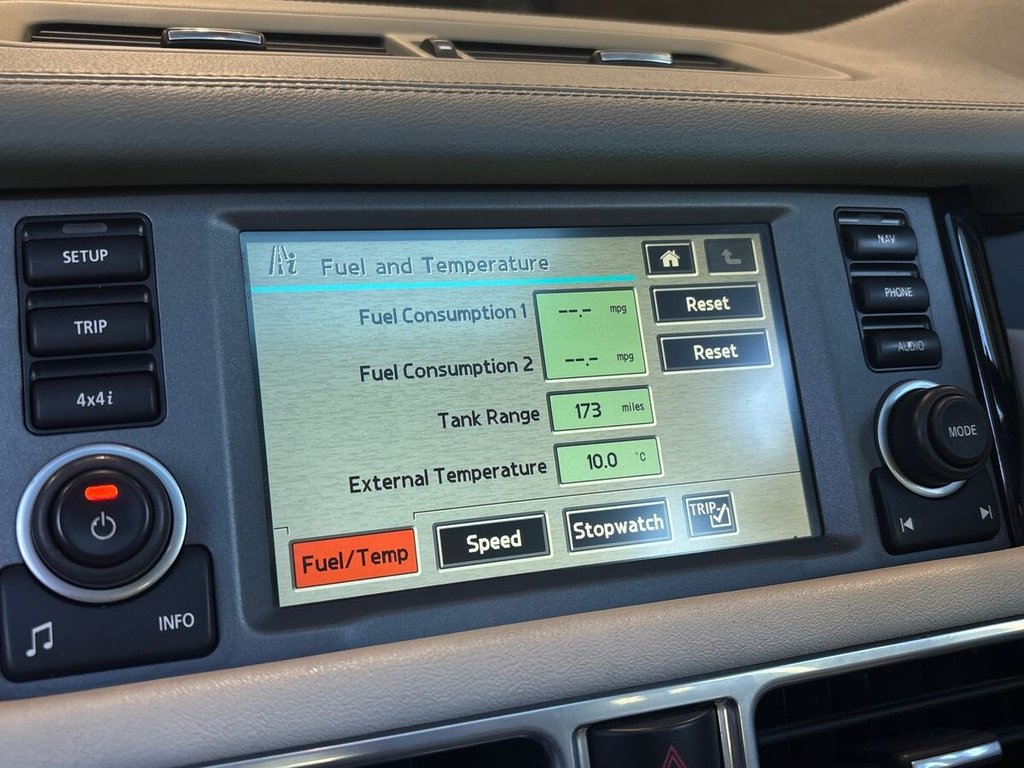 SETUP
TRIP
4x4i
INFO
i Fuel and Temperature
Fuel Consumption 1 --.- mpg Reset
Fuel Consumption 2 --.- mpg Reset
Tank Range 173 miles
External Temperature 10.0 °C
Fuel/Temp Speed Stopwatch TRIP
NAV
PHONE
AUDIO
MODE